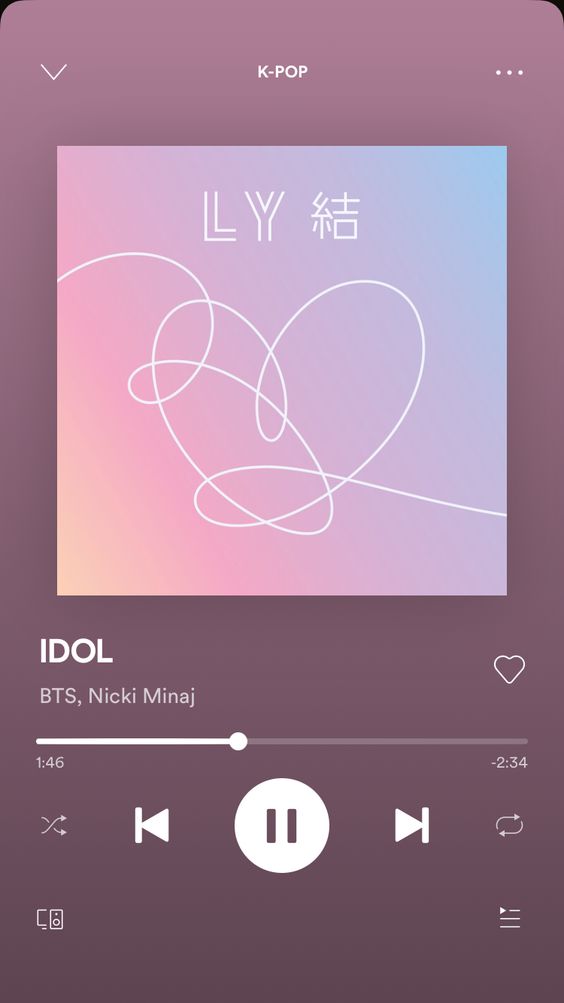 K-POP
LY 結
IDOL
BTS, Nicki Minaj
1:46
-2:34